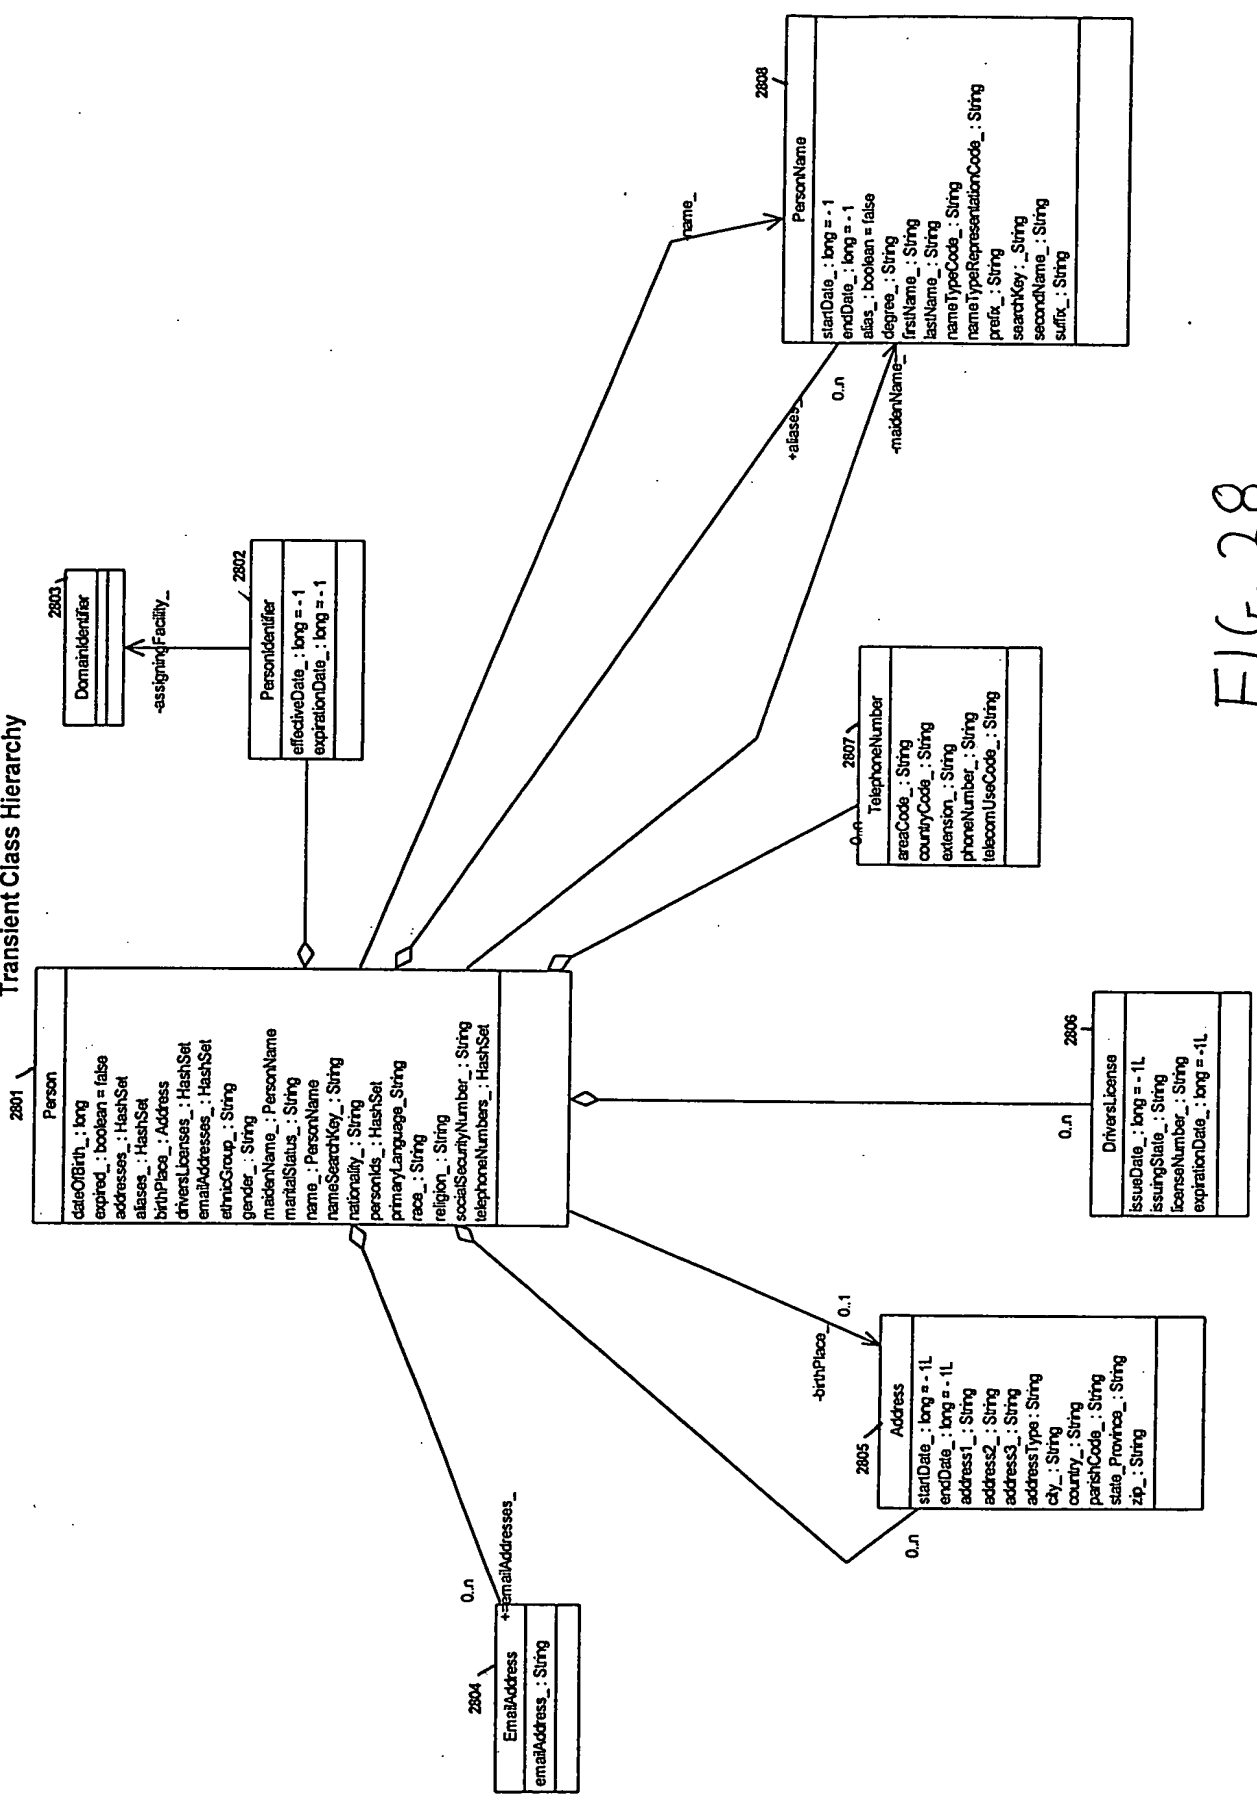 Transient Class Hierarchy
2801
Person
dateOfBirth_ : long
expired_ : boolean = false
addresses_ : HashSet
aliases_ : HashSet
birthPlace_ : Address
driversLicenses_ : HashSet
emailAddresses_ : HashSet
ethnicGroup_ : String
gender_ : String
maidenName_ : PersonName
maritalStatus_ : String
name_ : PersonName
nameSearchKey_ : String
nationality_ : String
personIds_ : HashSet
primaryLanguage_String
race_ : String
religion_ : String
socialSecurityNumber_ : String
telephoneNumbers_ : HashSet
2803
DomainIdentifier
-assigningFacility_
2802
PersonIdentifier
effectiveDate_ : long = -1
expirationDate_ : long = -1
name_
+aliases_
0..n
-maidenName_
2808
PersonName
startDate_ : long = -1
endDate_ : long = -1
alias_ : boolean = false
degree_ : String
firstName_ : String
lastName_ : String
nameTypeCode_ : String
nameTypeRepresentationCode_ : String
prefix_ : String
searchKey : _String
secondName_ : String
suffix_ : String
2807
0..n
TelephoneNumber
areaCode_ : String
countryCode_ : String
extension_ : String
phoneNumber_ : String
telecomUseCode_ : String
2806
0..n
DriversLicense
issueDate_ : long = -1L
issuingState_ : String
licenseNumber_ : String
expirationDate_ : long = -1L
-birthPlace_
0..1
2805
Address
startDate_ : long = -1L
endDate_ : long = -1L
address1_ : String
address2_ : String
address3_ : String
addressType : String
city_ : String
country_ : String
parishCode_ : String
state_Province_ : String
zip_ : String
0..n
0..n
+=emailAddresses_
2804
EmailAddress
emailAddress_ : String
FIG. 28